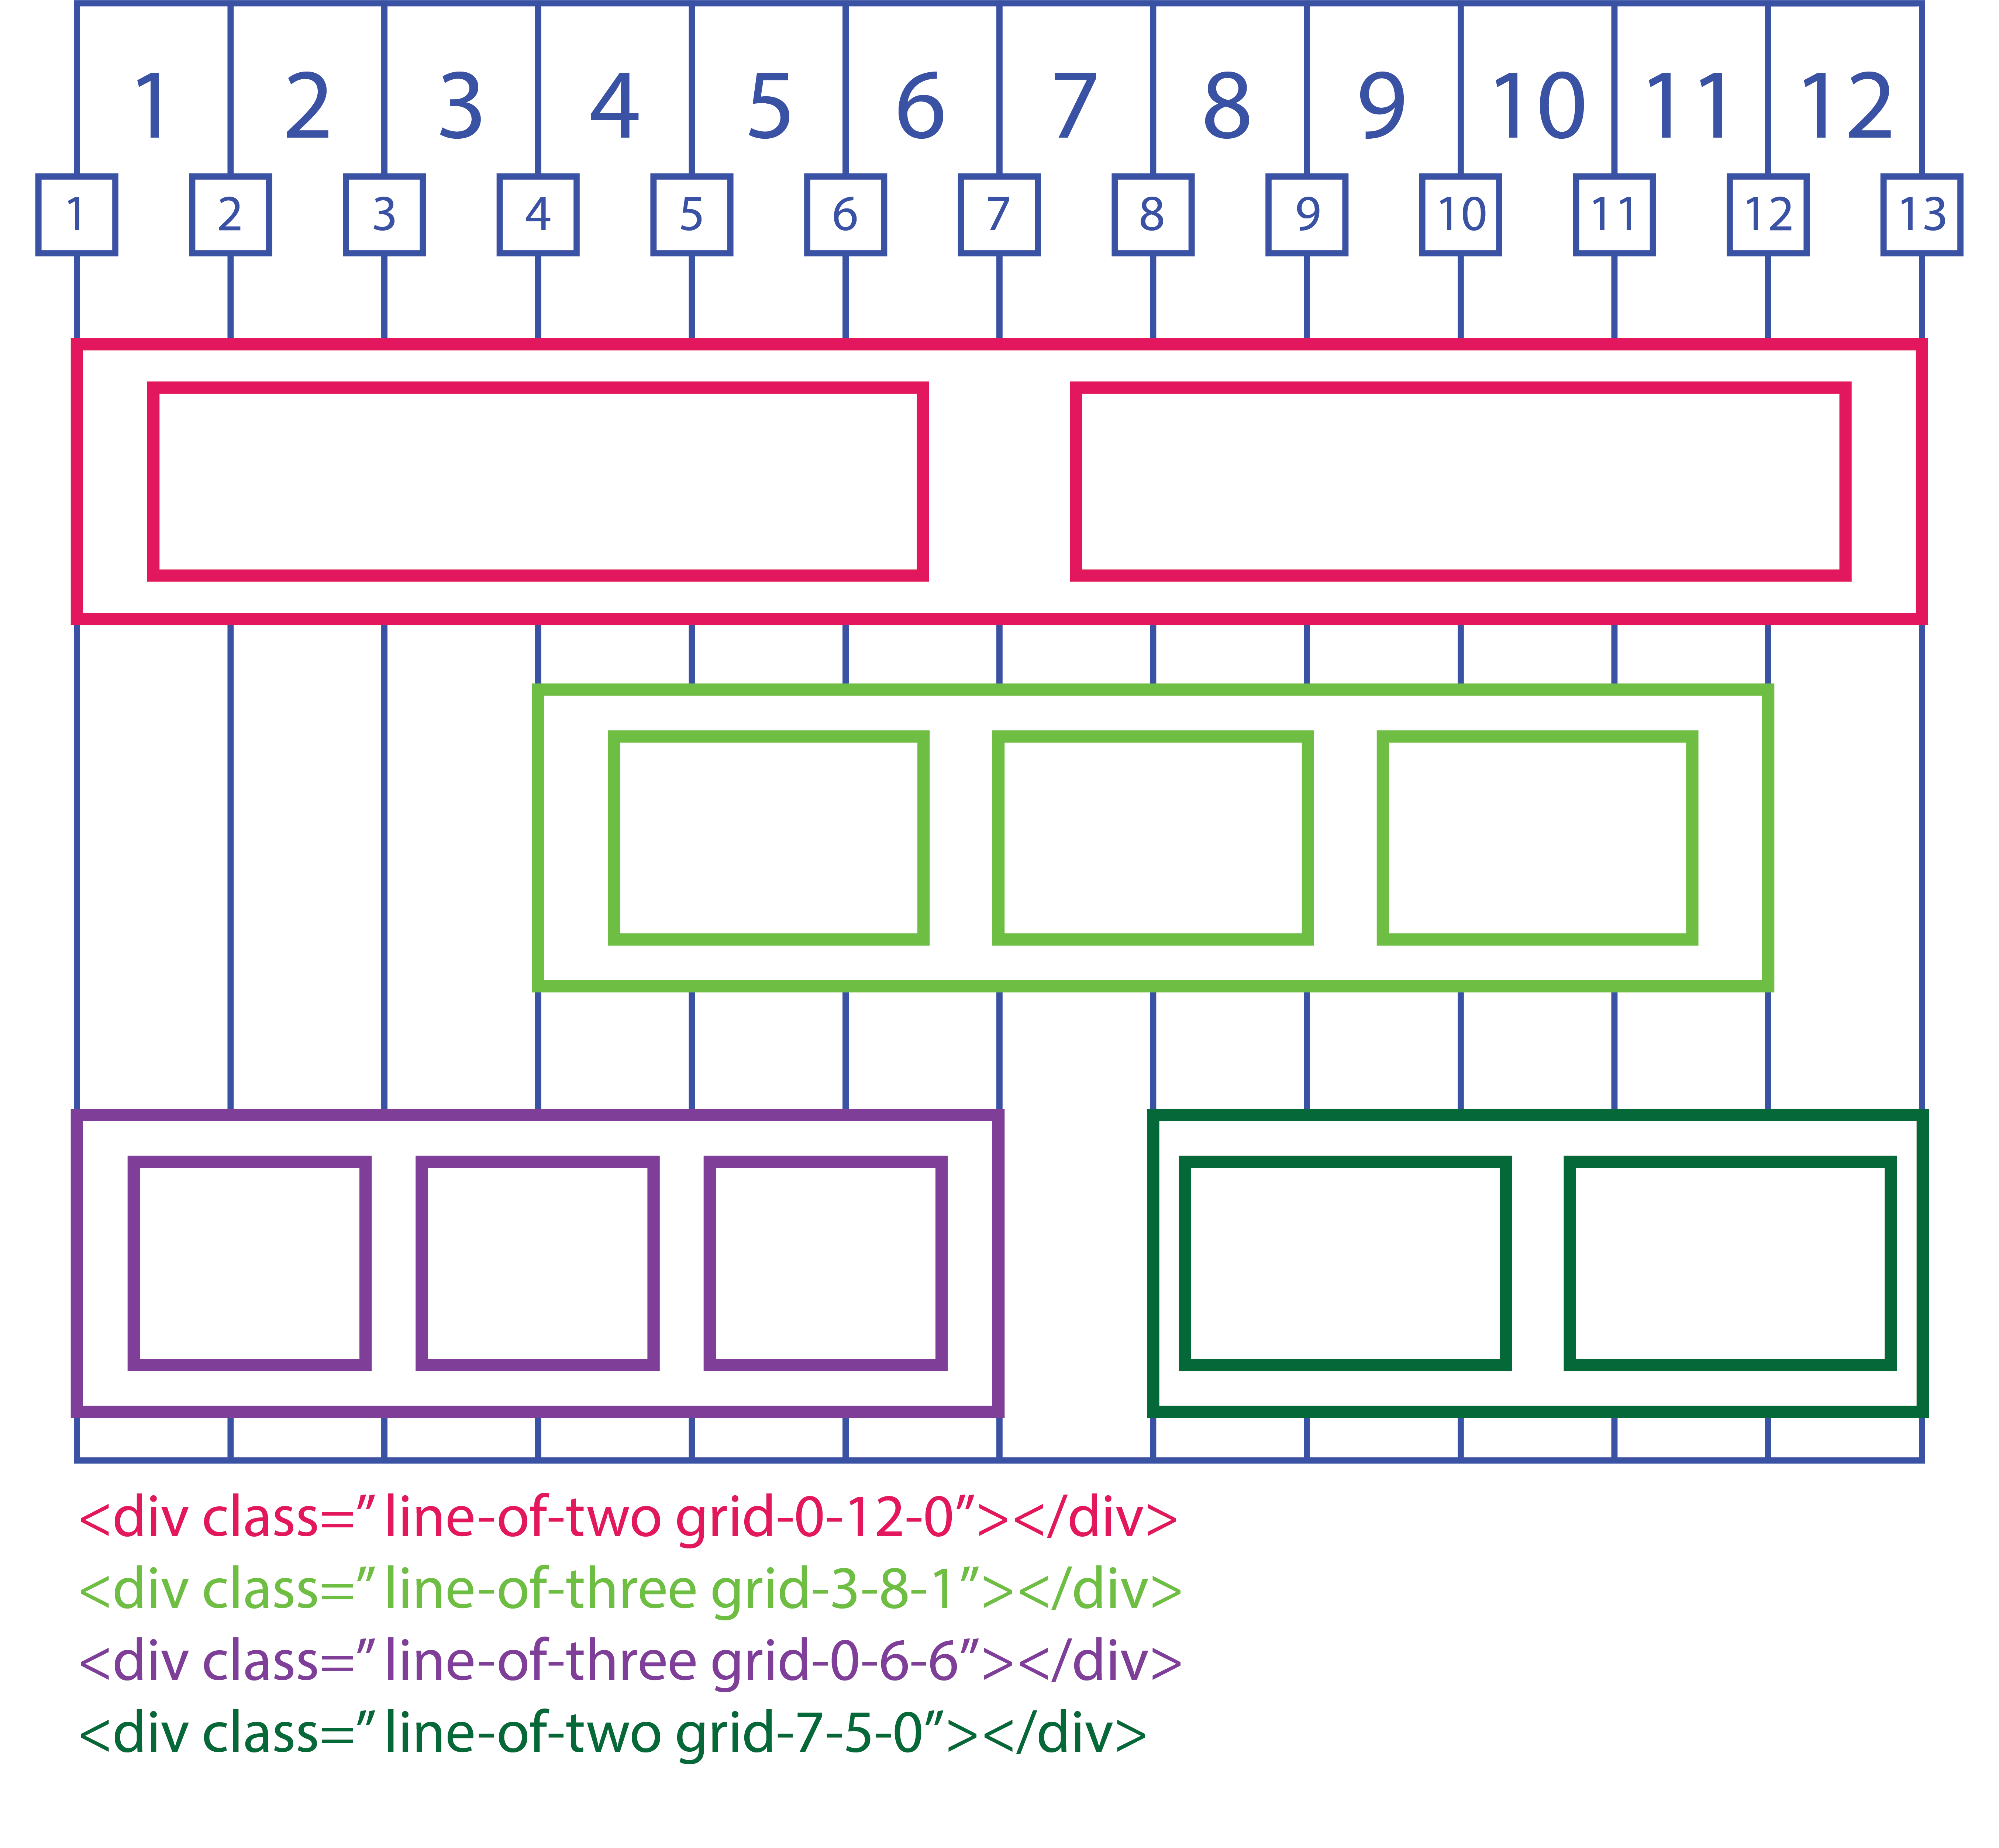 1 2 3 4 5 6 7 8 9 10 11 12
1 2 3 4 5 6 7 8 9 10 11 12 13
<div class=”line-of-two grid-0-12-0”></div>
<div class=”line-of-three grid-3-8-1”></div>
<div class=”line-of-three grid-0-6-6”></div>
<div class=”line-of-two grid-7-5-0”></div>